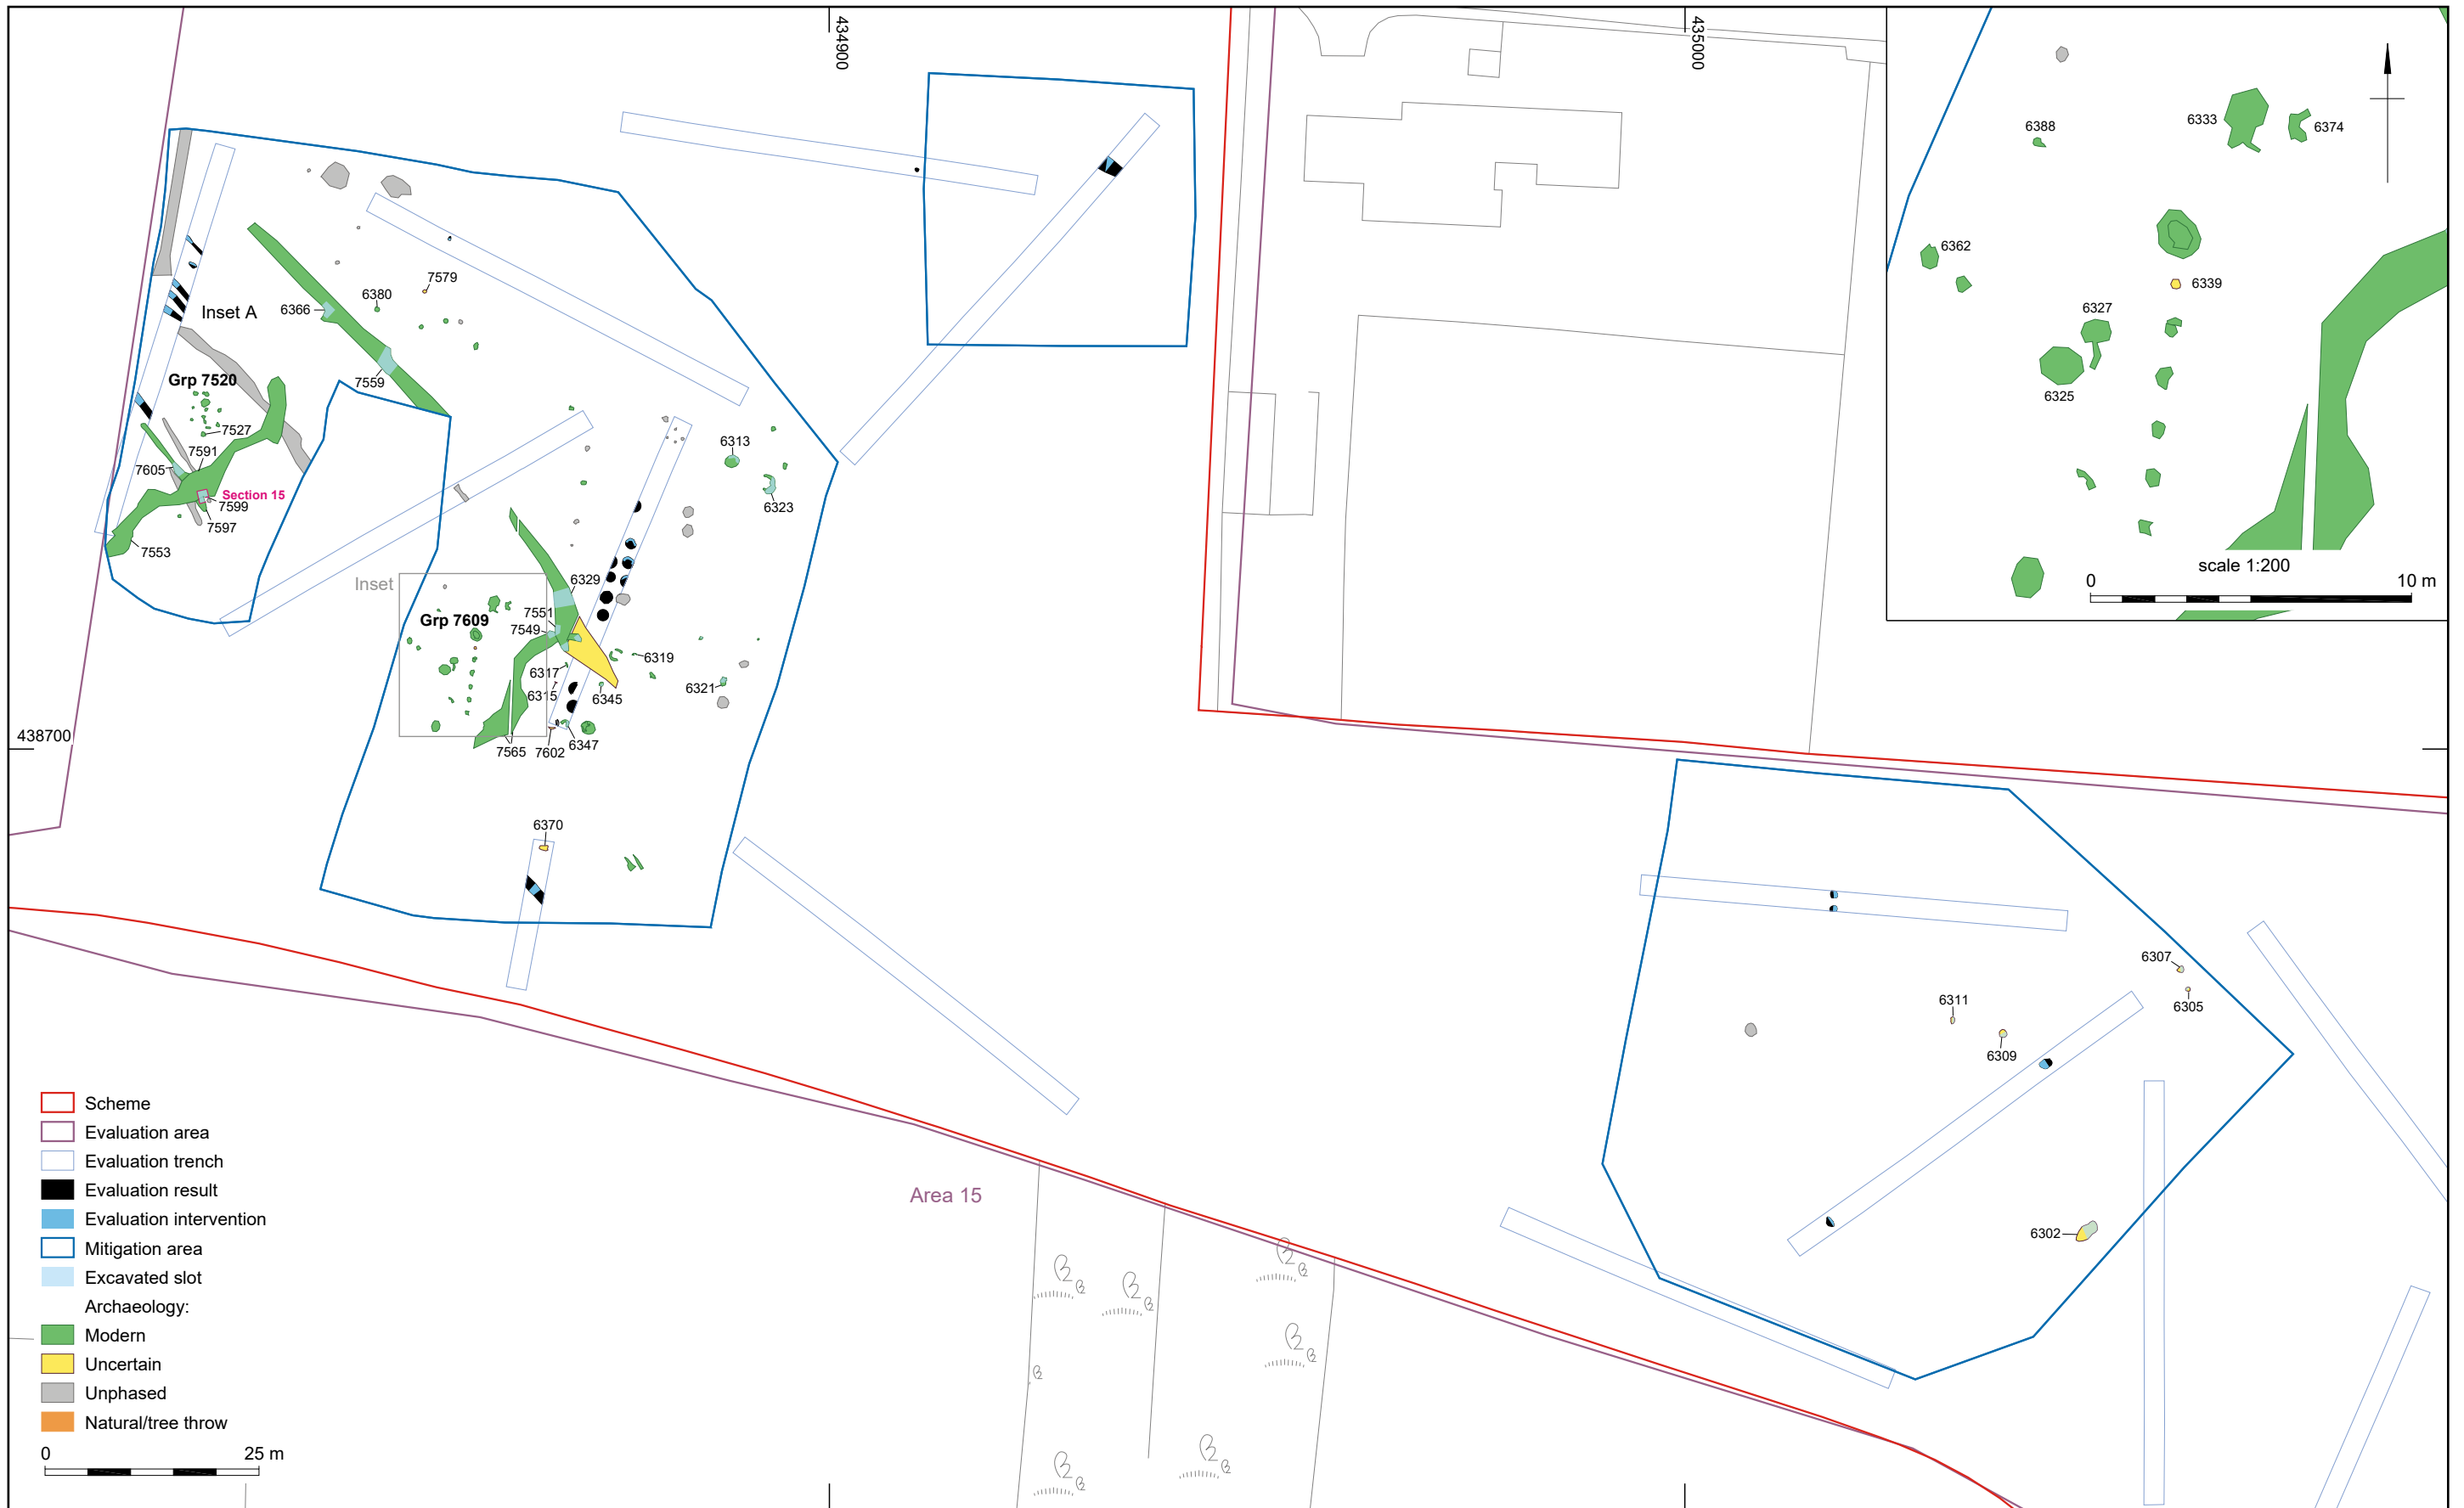 434900
435000
6333
6374
6388
6362
6339
6327
6325
scale 1:200
0
10 m
7579
6380
6366
Inset A
7559
Grp 7520
7527
7591
7605
Section 15
7599
7597
7553
6313
6323
Inset
6329
Grp 7609
7551
7549
6317
6319
6315
6345
6321
7565
7602
6347
438700
6370
6307
6305
6311
6309
6302
Area 15
Scheme
Evaluation area
Evaluation trench
Evaluation result
Evaluation intervention
Mitigation area
Excavated slot
Archaeology:
Modern
Uncertain
Unphased
Natural/tree throw
0
25 m